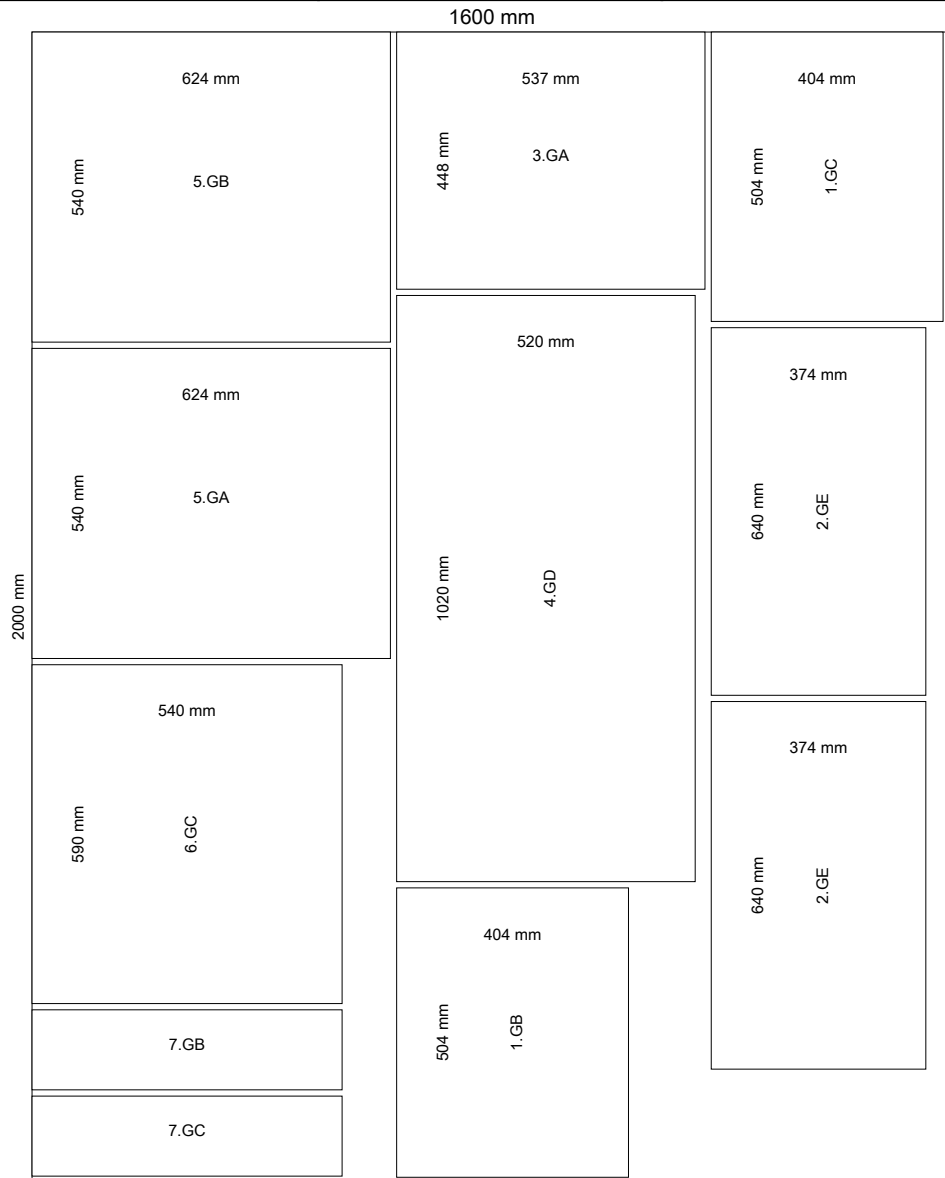 1600 mm
624 mm
540 mm
5.GB
537 mm
448 mm
3.GA
404 mm
504 mm
1.GC
624 mm
540 mm
5.GA
520 mm
1020 mm
4.GD
374 mm
640 mm
2.GE
2000 mm
540 mm
590 mm
6.GC
374 mm
640 mm
2.GE
404 mm
504 mm
1.GB
7.GB
7.GC